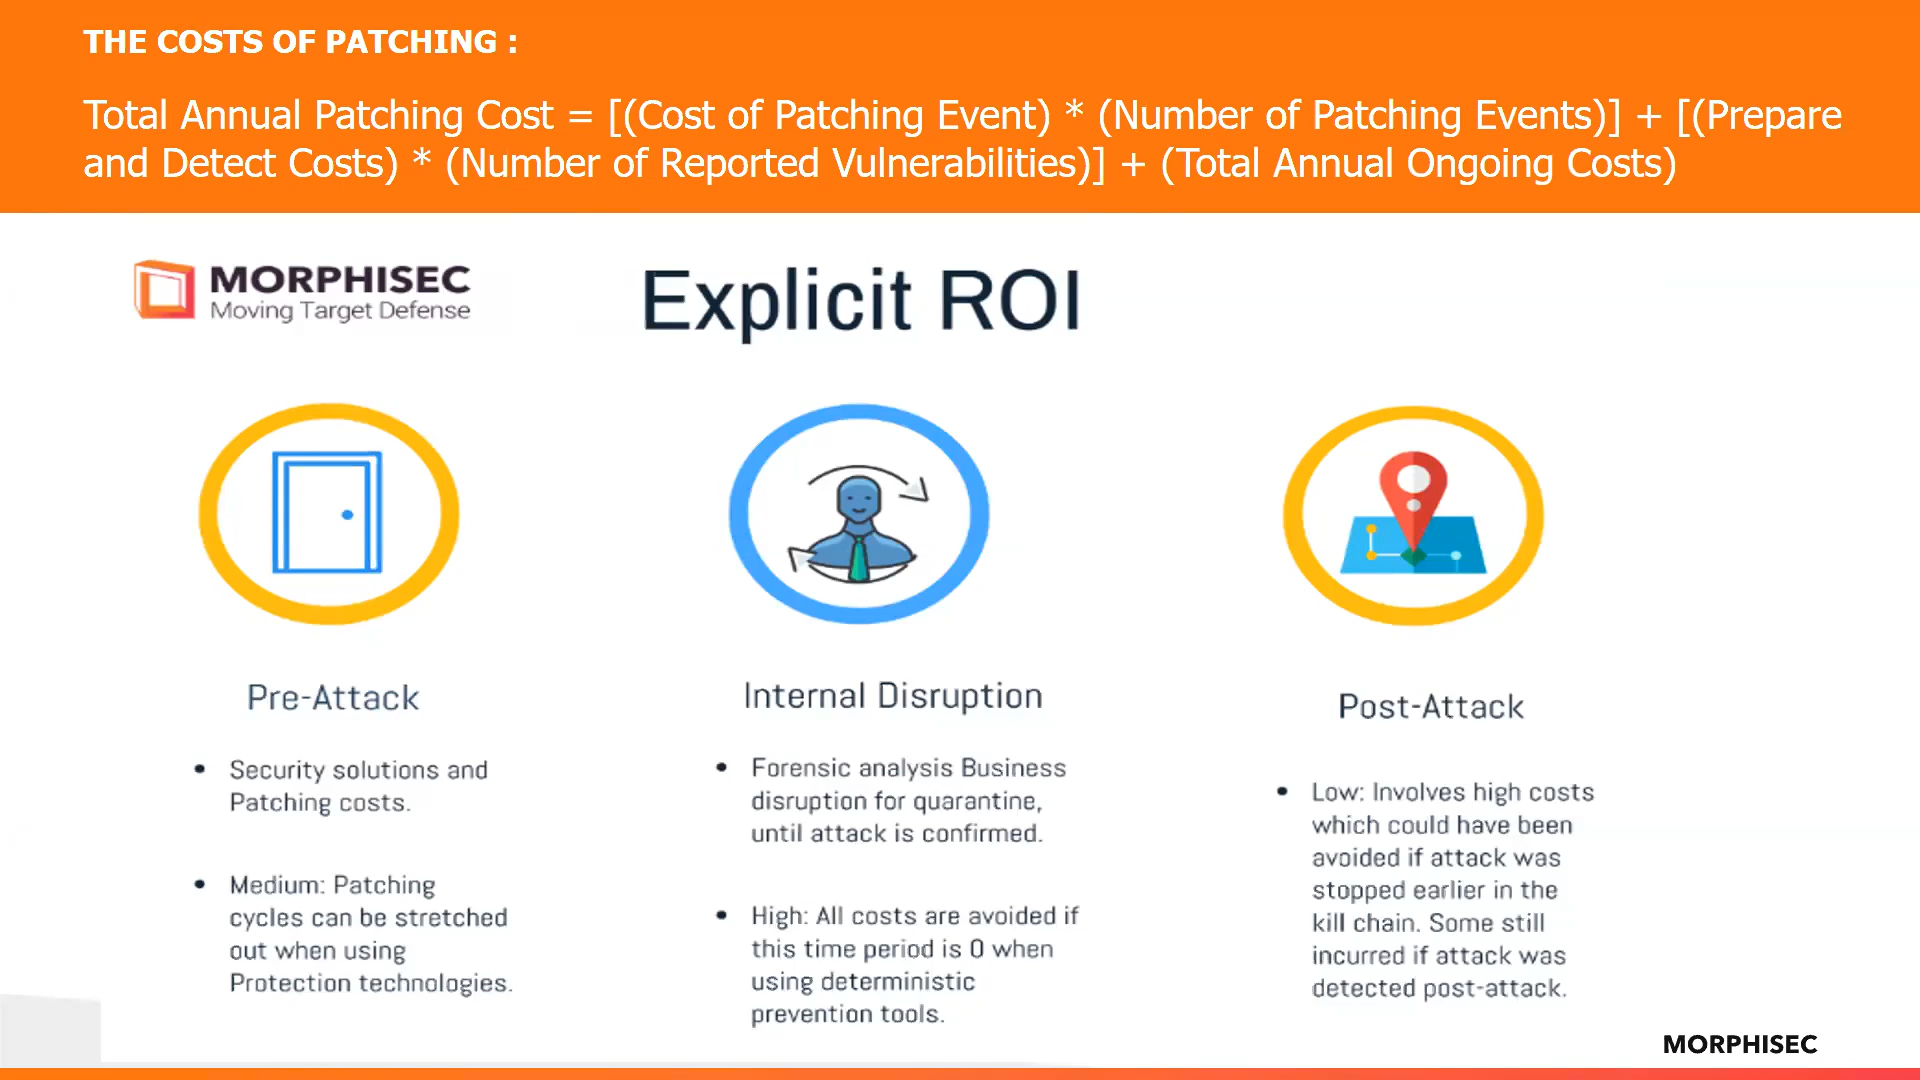 THE COSTS OF PATCHING :
Total Annual Patching Cost = [(Cost of Patching Event) * (Number of Patching Events)] + [(Prepare
and Detect Costs) * (Number of Reported Vulnerabilities)] + (Total Annual Ongoing Costs)
MORPHISEC
Moving Target Defense
Explicit ROI
Pre-Attack
• Security solutions and
Patching costs.
• Medium: Patching
cycles can be stretched
out when using
Protection technologies.
Internal Disruption
• Forensic analysis Business
disruption for quarantine,
until attack is confirmed.
• High: All costs are avoided if
this time period is 0 when
using deterministic
prevention tools.
Post-Attack
• Low: Involves high costs
which could have been
avoided if attack was
stopped earlier in the
kill chain. Some still
incurred if attack was
detected post-attack.
MORPHISEC